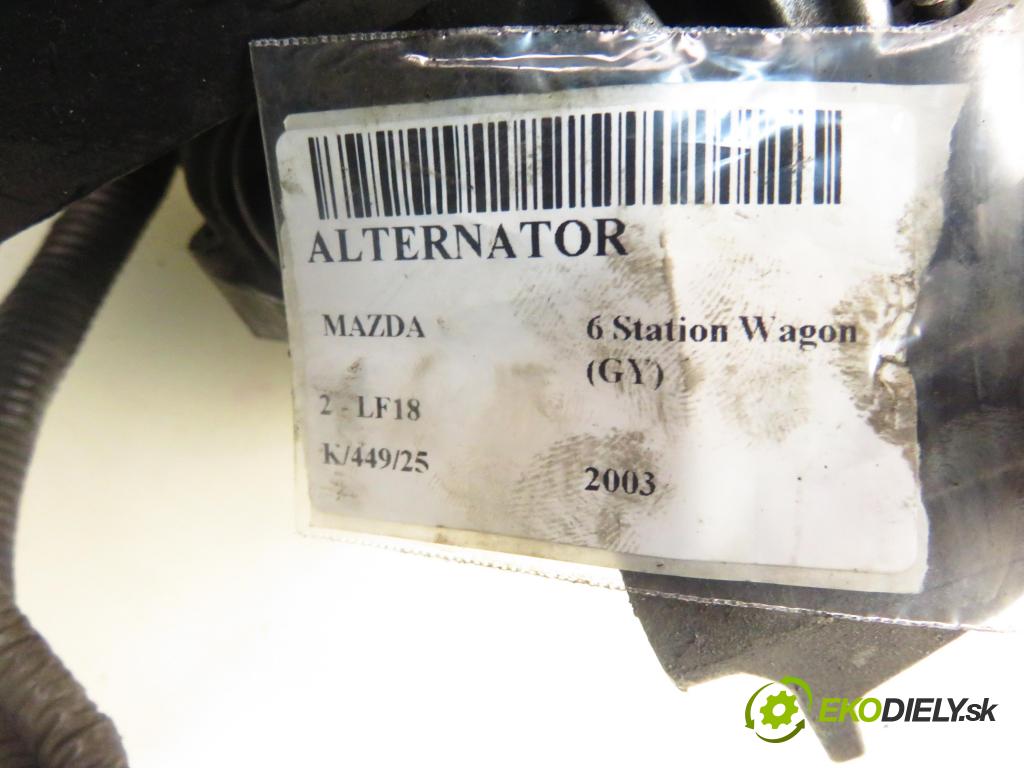 ALTERNATOR
MAZDA
6 Station Wagon
(GY)
2 - LF18
K/449/25
2003
EKODIELY.sk